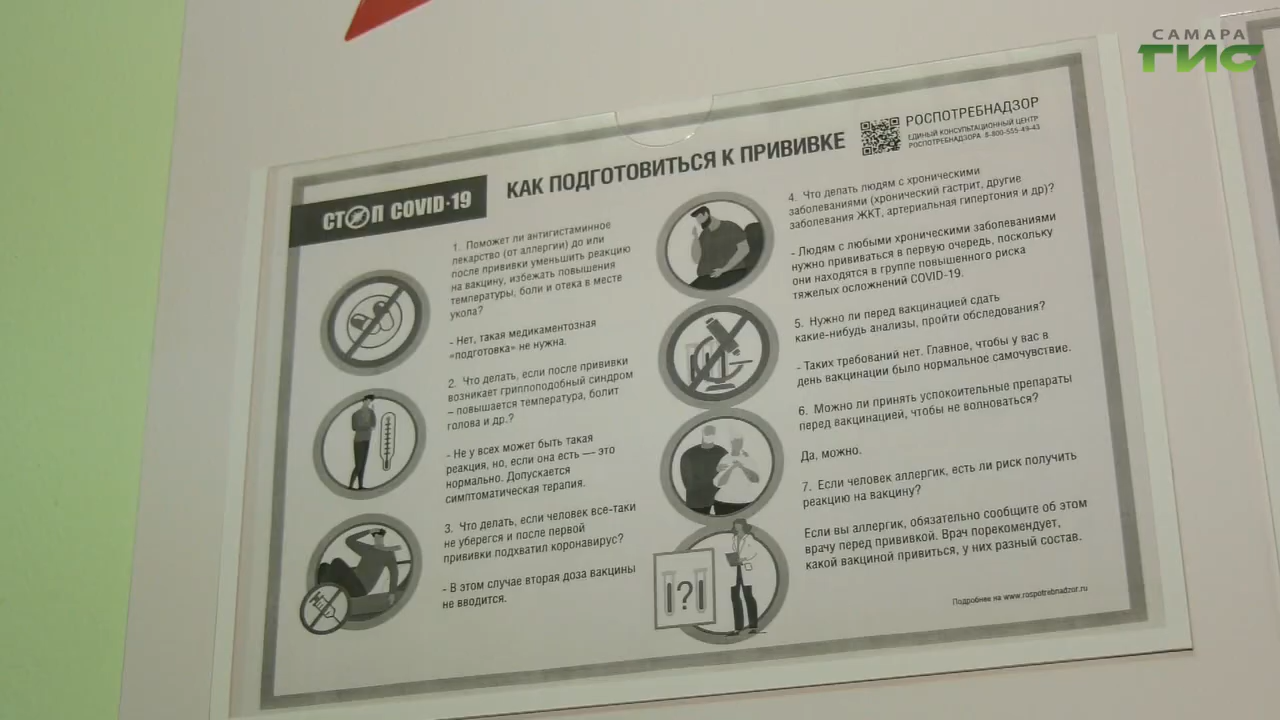 САМАРА
ГИС
РОСПОТРЕБНАДЗОР
ЕДИНЫЙ КОНСУЛЬТАЦИОННЫЙ ЦЕНТР
РОСПОТРЕБНАДЗОРА 8-800-555-49-43
КАК ПОДГОТОВИТЬСЯ К ПРИВИВКЕ
СТОП COVID-19
1. Поможет ли антигистаминное
лекарство (от аллергии) до или
после прививки уменьшить реакцию
на вакцину, избежать повышения
температуры, боли и отека в месте
укола?
- Нет, такая медикаментозная
«подготовка» не нужна.
2. Что делать, если после прививки
возникает гриппоподобный синдром
– повышается температура, болит
голова и др.?
- Не у всех может быть такая
реакция, но, если она есть — это
нормально. Допускается
симптоматическая терапия.
3. Что делать, если человек все-таки
не уберегся и после первой
прививки подхватил коронавирус?
- В этом случае вторая доза вакцины
не вводится.
4. Что делать людям с хроническими
заболеваниями (хронический гастрит, другие
заболевания ЖКТ, артериальная гипертония и др)?
- Людям с любыми хроническими заболеваниями
нужно прививаться в первую очередь, поскольку
они находятся в группе повышенного риска
тяжелых осложнений COVID-19.
5. Нужно ли перед вакцинацией сдать
какие-нибудь анализы, пройти обследования?
- Таких требований нет. Главное, чтобы у вас в
день вакцинации было нормальное самочувствие.
6. Можно ли принять успокоительные препараты
перед вакцинацией, чтобы не волноваться?
Да, можно.
7. Если человек аллергик, есть ли риск получить
реакцию на вакцину?
Если вы аллергик, обязательно сообщите об этом
врачу перед прививкой. Врач порекомендует,
какой вакциной привиться, у них разный состав.
?
Подробнее на www.rospotrebnadzor.ru